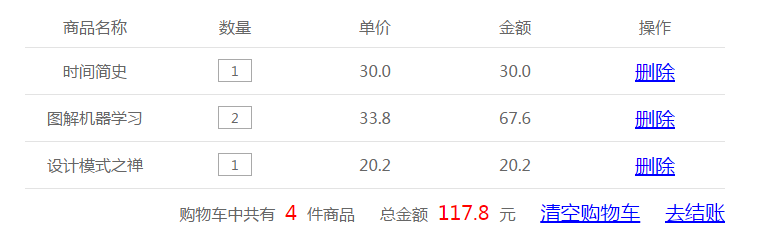 商品名称 数量 单价 金额 操作
时间简史 1 30.0 30.0 删除
图解机器学习 2 33.8 67.6 删除
设计模式之禅 1 20.2 20.2 删除
购物车中共有 4 件商品 总金额 117.8 元 清空购物车 去结账